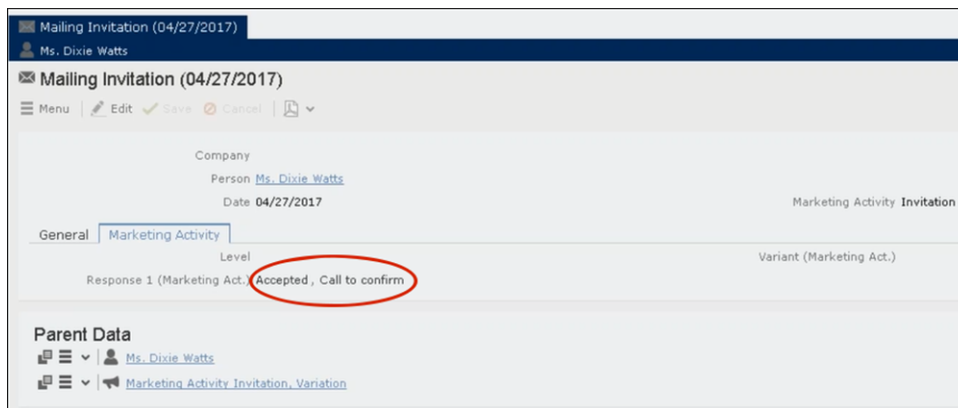 Mailing Invitation (04/27/2017)
Ms. Dixie Watts
Mailing Invitation (04/27/2017)
Menu Edit Save Cancel
Company
Person Ms. Dixie Watts
Date 04/27/2017 Marketing Activity Invitation
General Marketing Activity
Level Variant (Marketing Act.)
Response 1 (Marketing Act.) Accepted , Call to confirm
Parent Data
Ms. Dixie Watts
Marketing Activity Invitation, Variation